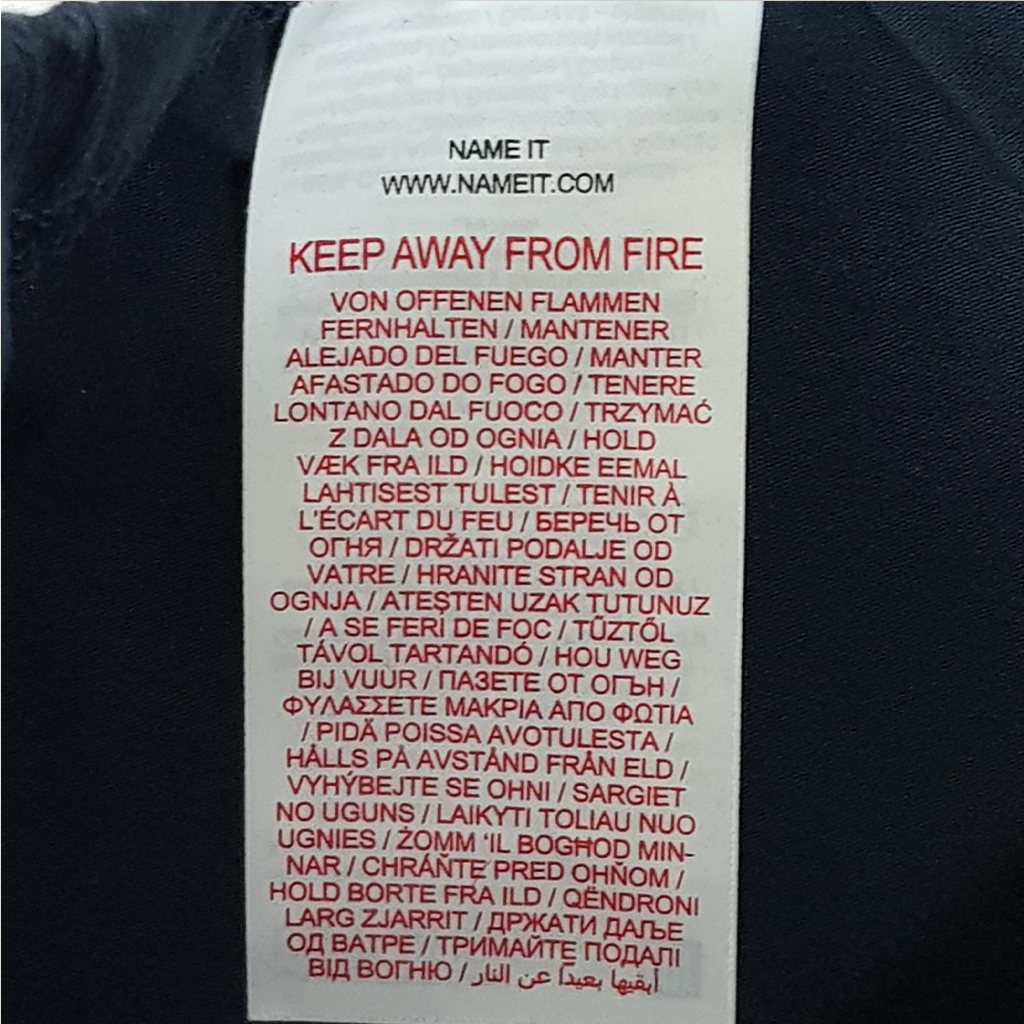 NAME IT
WWW.NAMEIT.COM
KEEP AWAY FROM FIRE
VON OFFENEN FLAMMEN
FERNHALTEN / MANTENER
ALEJADO DEL FUEGO / MANTER
AFASTADO DO FOGO / TENERE
LONTANO DAL FUOCO / TRZYMAĆ
Z DALA OD OGNIA / HOLD
VÆK FRA ILD / HOIDKE EEMAL
LAHTISEST TULEST / TENIR À
L'ÉCART DU FEU / БЕРЕЧЬ ОТ
ОГНЯ / DRŽATI PODALJE OD
VATRE / HRANITE STRAN OD
OGNJA / ATEŞTEN UZAK TUTUNUZ
/ A SE FERI DE FOC / TŰZTŐL
TÁVOL TARTANDÓ / HOU WEG
BIJ VUUR / ПАЗЕТЕ ОТ ОГЪН /
ΦΥΛΑΣΣΕΤΕ ΜΑΚΡΙΑ ΑΠΟ ΦΩΤΙΑ
/ PIDÄ POISSA AVOTULESTA /
HÅLLS PÅ AVSTÅND FRÅN ELD /
VYHÝBEJTE SE OHNI / SARGIET
NO UGUNS / LAIKYTI TOLIAU NUO
UGNIES / ŻOMM ‘IL BOGĦOD MIN-
NAR / CHRÁŇTE PRED OHŇOM /
HOLD BORTE FRA ILD / QËNDRONI
LARG ZJARRIT / ДРЖАТИ ДАЉЕ
ОД ВАТРЕ / ТРИМАЙТЕ ПОДАЛІ
ВІД ВОГНЮ / أبقيها بعيداً عن النار